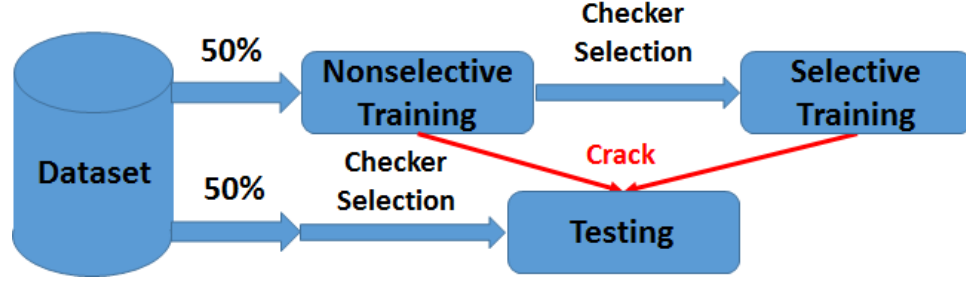 Dataset
50%
Nonselective
Training
Checker
Selection
Selective
Training
Crack
50%
Checker
Selection
Testing